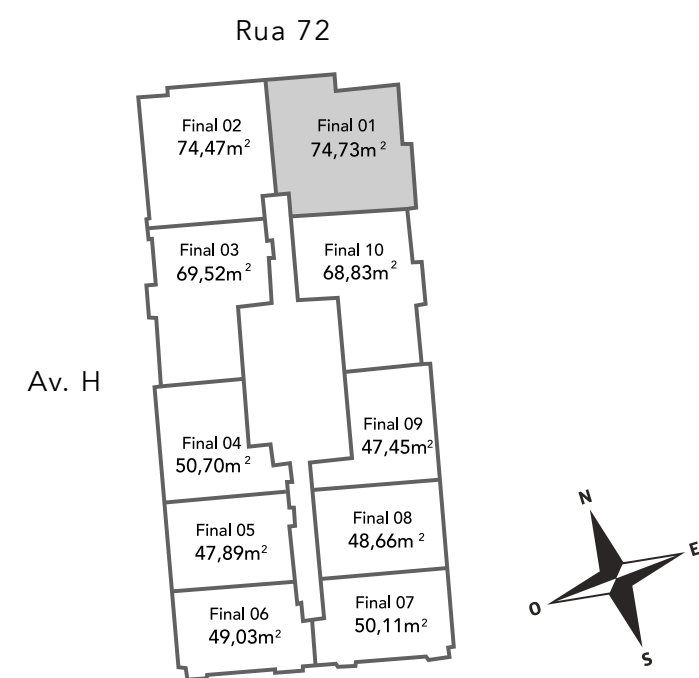 Rua 72
Final 02
74,47m²
Final 01
74,73m²
Final 03
69,52m²
Final 10
68,83m²
Av. H
Final 04
50,70m²
Final 09
47,45m²
Final 05
47,89m²
Final 08
48,66m²
Final 06
49,03m²
Final 07
50,11m²
N
E
O
S